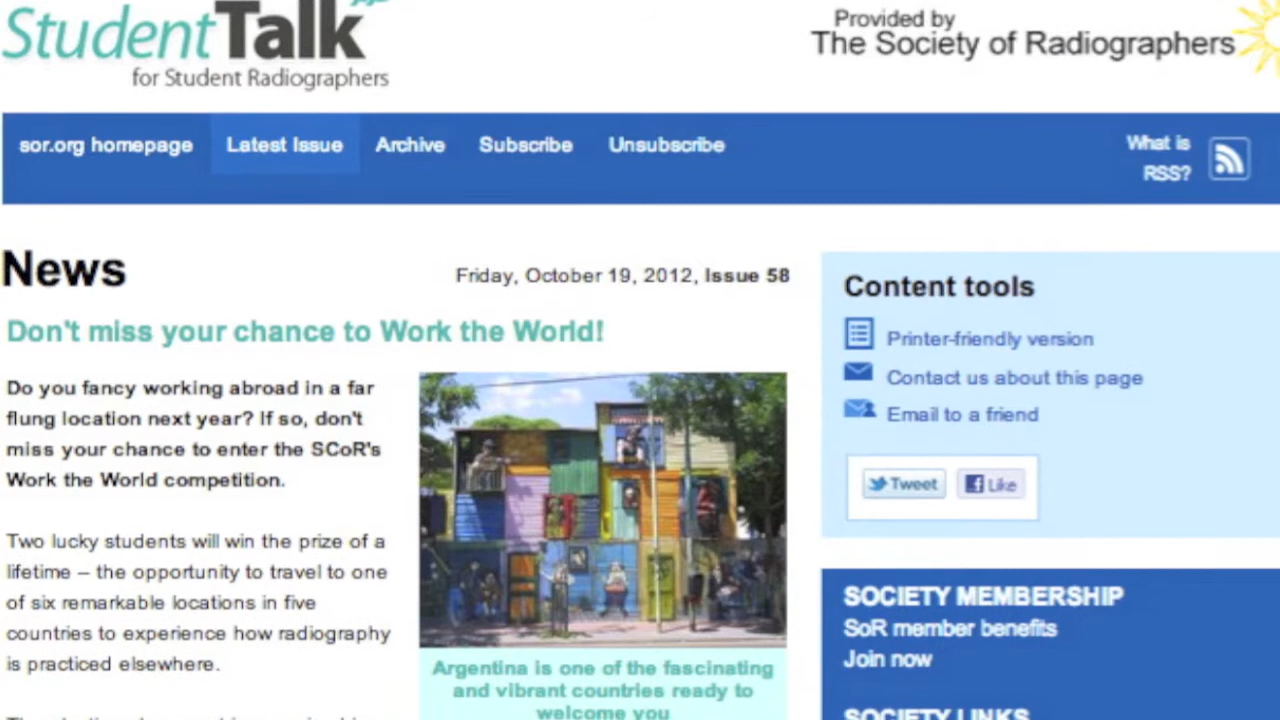 StudentTalk
for Student Radiographers
Provided by
The Society of Radiographers
sor.org homepage
Latest Issue
Archive
Subscribe
Unsubscribe
What is
RSS?
News
Friday, October 19, 2012, Issue 58
Don't miss your chance to Work the World!
Do you fancy working abroad in a far
flung location next year? If so, don't
miss your chance to enter the SCoR's
Work the World competition.
Two lucky students will win the prize of a
lifetime – the opportunity to travel to one
of six remarkable locations in five
countries to experience how radiography
is practiced elsewhere.
Argentina is one of the fascinating
and vibrant countries ready to
welcome you
Content tools
Printer-friendly version
Contact us about this page
Email to a friend
Tweet
Like
SOCIETY MEMBERSHIP
SoR member benefits
Join now
SOCIETY LINKS